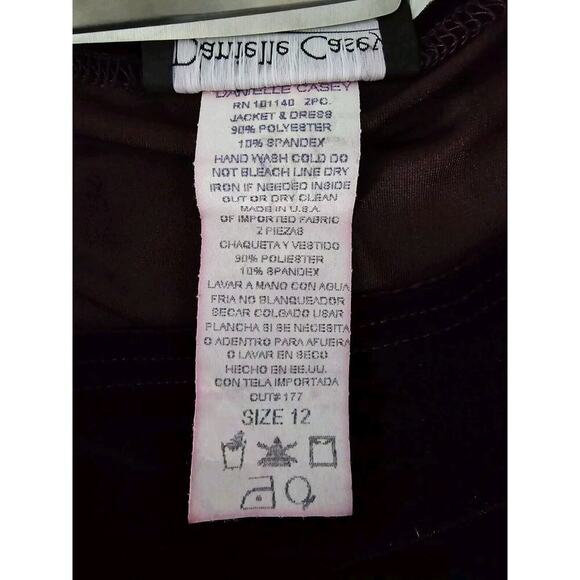 Danielle Casey
DANIELLE CASEY
RN 101140 2PC.
JACKET & DRESS
90% POLYESTER
10% SPANDEX
HAND WASH COLD DO
NOT BLEACH LINE DRY
IRON IF NEEDED INSIDE
OUT OR DRY CLEAN
MADE IN U.S.A.
OF IMPORTED FABRIC
2 PIEZAS
CHAQUETA Y VESTIDO
90% POLIESTER
10% SPANDEX
LAVAR A MANO CON AGUA
FRIA NO BLANQUEADOR
SECAR COLGADO USAR
PLANCHA SI SE NECESITA
O ADENTRO PARA AFUERA
O LAVAR EN SECO
HECHO EN EE.UU.
CON TELA IMPORTADA
CUT# 177
SIZE 12